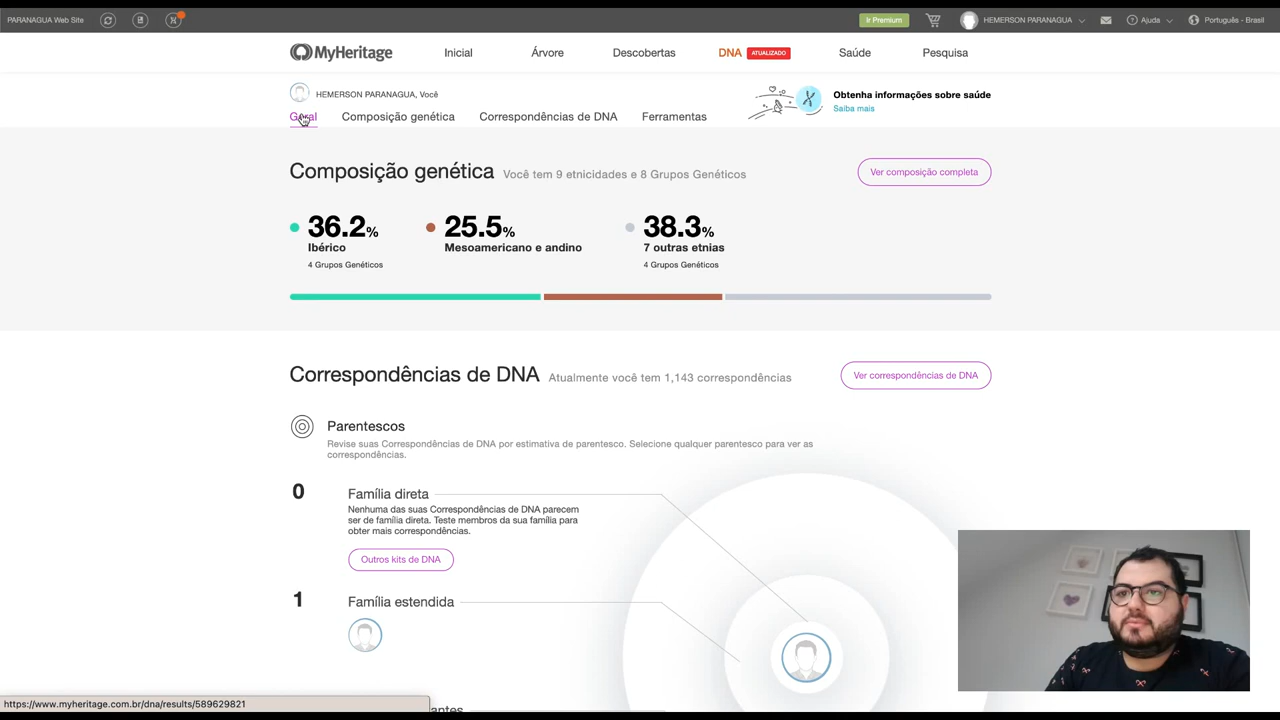 PARANAGUA Web Site
Ir Premium
HEMERSON PARANAGUA
Ajuda
Português - Brasil
MyHeritage
Inicial
Árvore
Descobertas
DNA ATUALIZADO
Saúde
Pesquisa
HEMERSON PARANAGUA, Você
Obtenha informações sobre saúde
Saiba mais
Geral
Composição genética
Correspondências de DNA
Ferramentas
Composição genética Você tem 9 etnicidades e 8 Grupos Genéticos
Ver composição completa
36.2%
Ibérico
4 Grupos Genéticos
25.5%
Mesoamericano e andino
38.3%
7 outras etnias
4 Grupos Genéticos
Correspondências de DNA Atualmente você tem 1,143 correspondências
Ver correspondências de DNA
Parentescos
Revise suas Correspondências de DNA por estimativa de parentesco. Selecione qualquer parentesco para ver as
correspondências.
0
Família direta
Nenhuma das suas Correspondências de DNA parecem
ser de família direta. Teste membros da sua família para
obter mais correspondências.
Outros kits de DNA
1
Família estendida
https://www.myheritage.com.br/dna/results/589629821